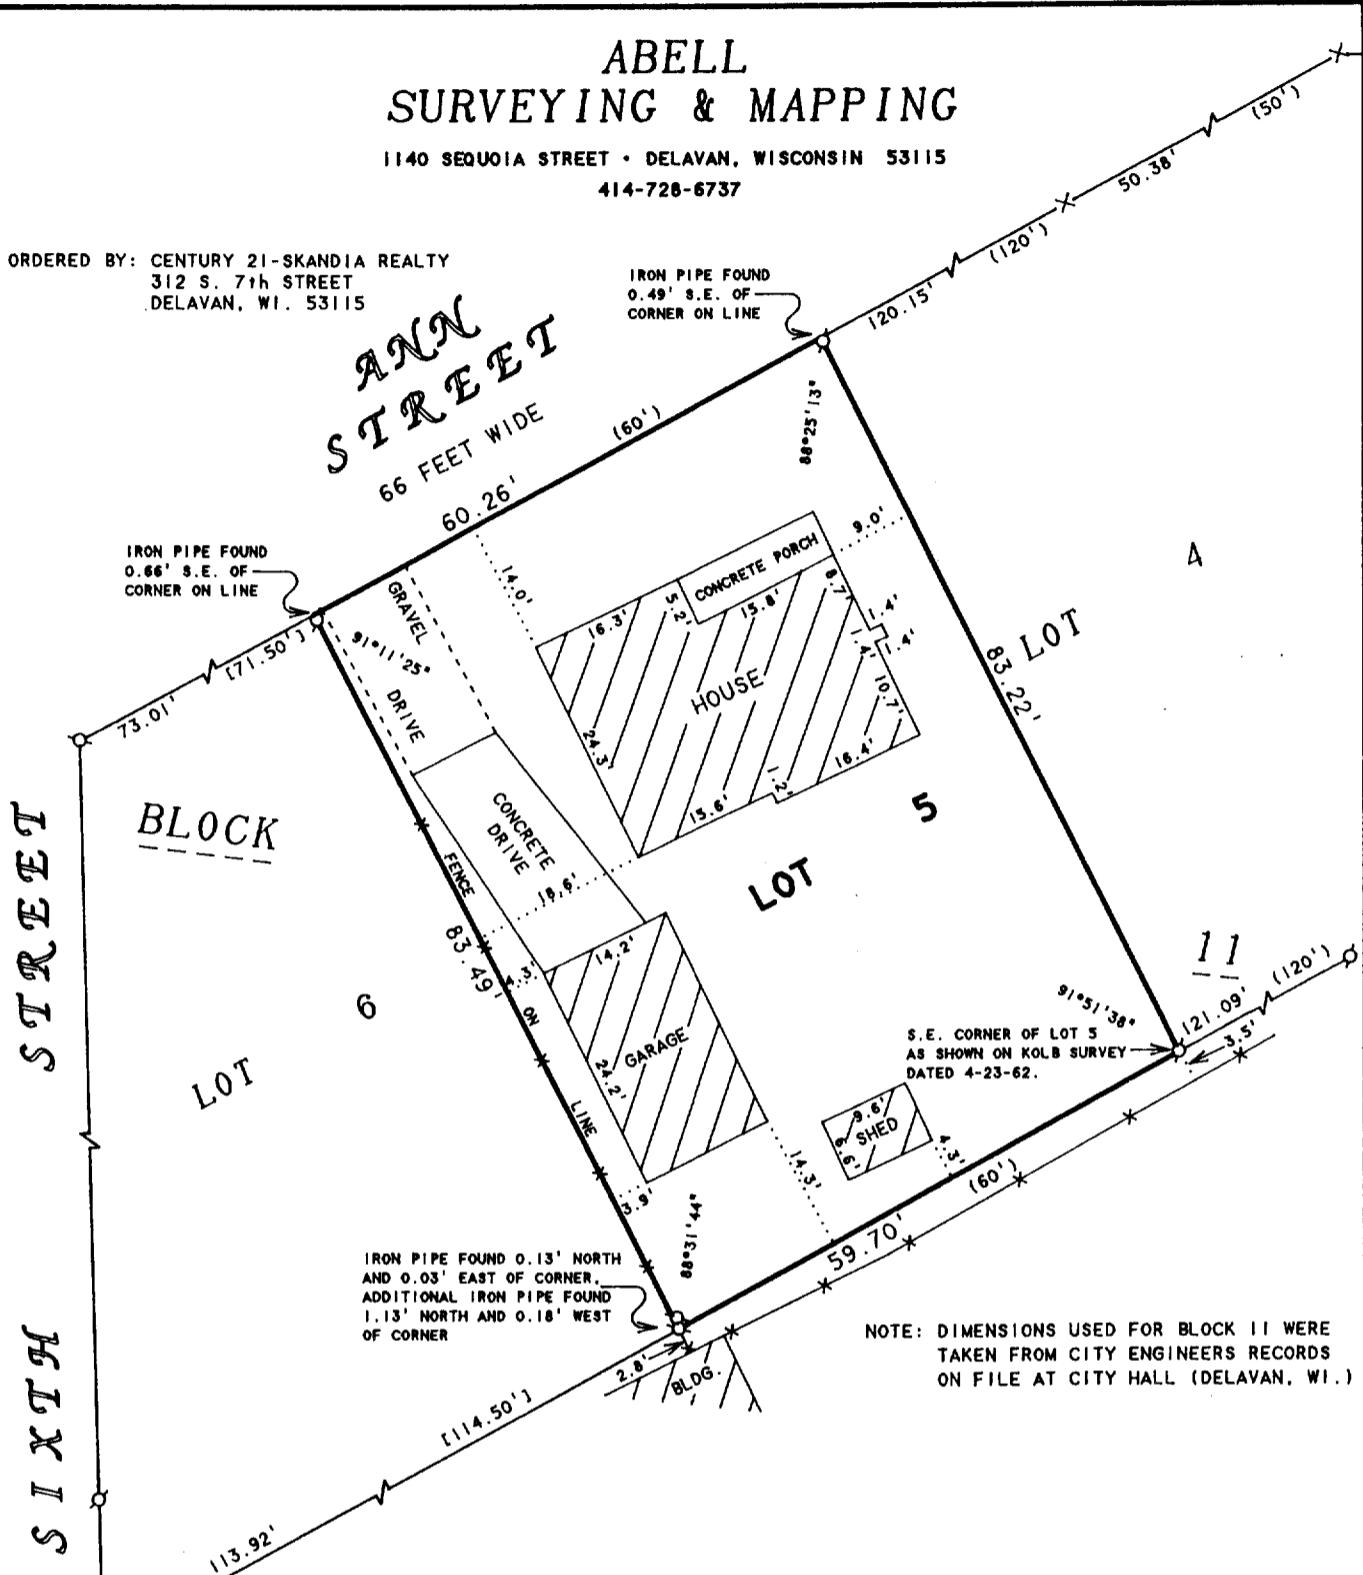 ABELL
SURVEYING & MAPPING
1140 SEQUOIA STREET • DELAVAN, WISCONSIN 53115
414-728-6737
ORDERED BY: CENTURY 21-SKANDIA REALTY
312 S. 7th STREET
DELAVAN, WI. 53115
IRON PIPE FOUND
0.49' S.E. OF
CORNER ON LINE
(50')
50.38'
(120')
120.15'
ANN
STREET
66 FEET WIDE
(60')
60.26'
88°25'13"
IRON PIPE FOUND
0.66' S.E. OF
CORNER ON LINE
[71.50']
73.01'
91°11'25"
GRAVEL
DRIVE
14.0'
9.0'
CONCRETE PORCH
16.3'
5.2'
15.8'
8.7'
1.4'
1.4'
1.4'
HOUSE
10.7'
24.3'
16.4'
1.2'
15.6'
4
LOT
83.22'
5
LOT
BLOCK
CONCRETE
DRIVE
FENCE
18.6'
83.49'
4.3'
14.2'
ON
GARAGE
24.2'
LINE
3.9'
14.3'
6
LOT
STREET
SIXTH
11
(120')
121.09'
3.5'
91°51'38"
S.E. CORNER OF LOT 5
AS SHOWN ON KOLB SURVEY
DATED 4-23-62.
9.6'
SHED
6.6'
4.3'
(60')
59.70'
88°31'44"
IRON PIPE FOUND 0.13' NORTH
AND 0.03' EAST OF CORNER.
ADDITIONAL IRON PIPE FOUND
1.13' NORTH AND 0.18' WEST
OF CORNER
2.8'
BLDG.
[114.50']
113.92'
NOTE: DIMENSIONS USED FOR BLOCK 11 WERE
TAKEN FROM CITY ENGINEERS RECORDS
ON FILE AT CITY HALL (DELAVAN, WI.)